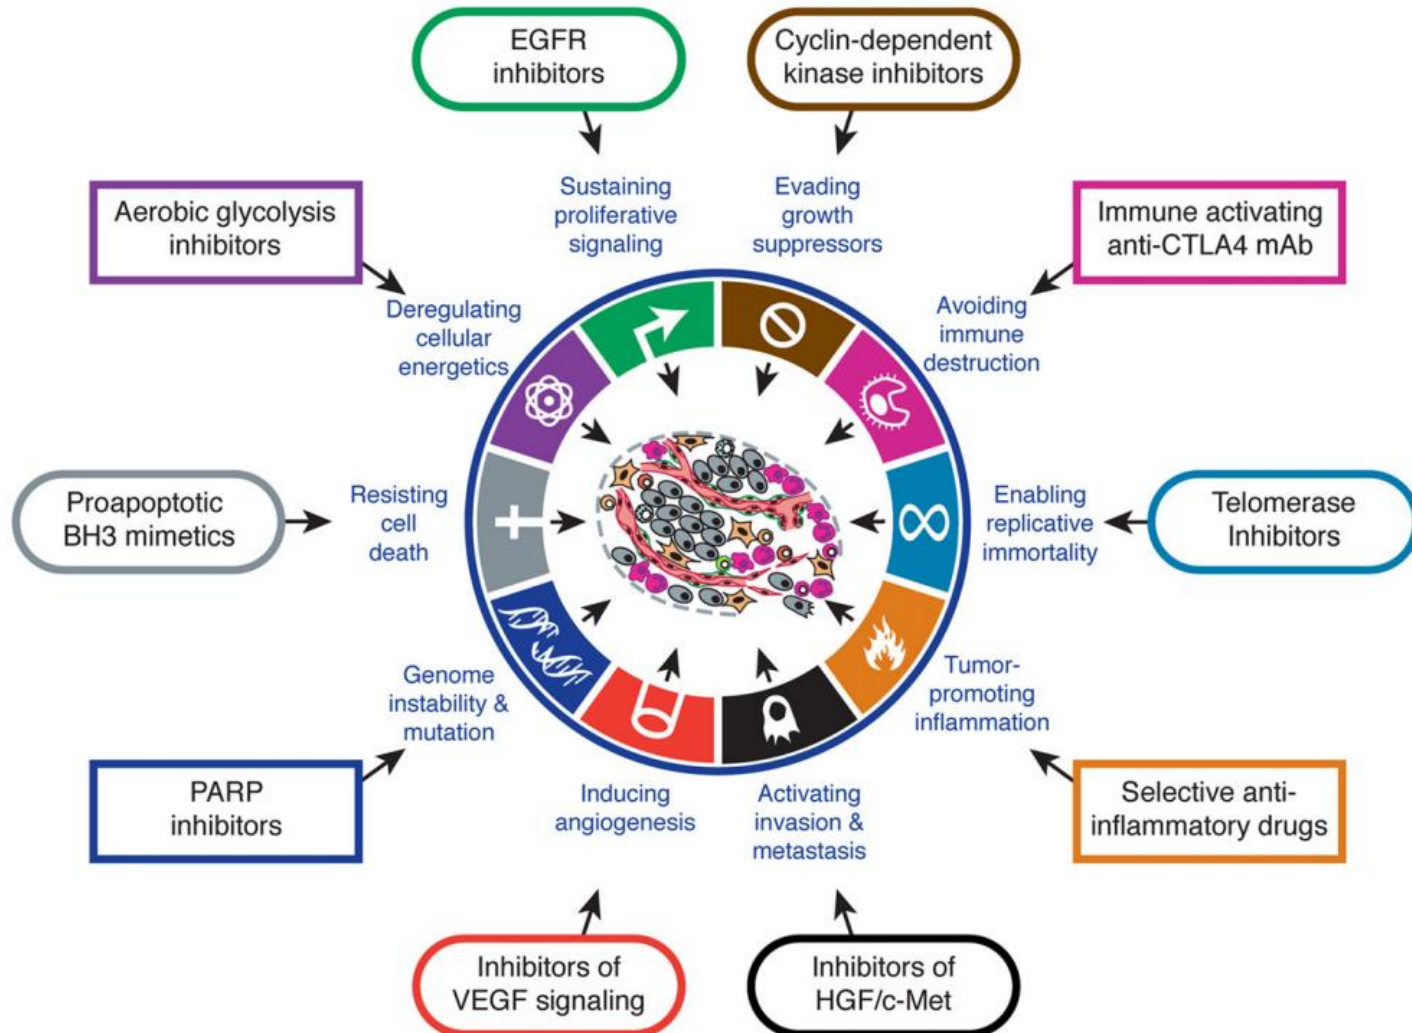 EGFR
inhibitors
Cyclin-dependent
kinase inhibitors
Sustaining
proliferative
signaling
Evading
growth
suppressors
Aerobic glycolysis
inhibitors
Immune activating
anti-CTLA4 mAb
Deregulating
cellular
energetics
Avoiding
immune
destruction
Proapoptotic
BH3 mimetics
Resisting
cell
death
Enabling
replicative
immortality
Telomerase
Inhibitors
Genome
instability &
mutation
Tumor-
promoting
inflammation
PARP
inhibitors
Inducing
angiogenesis
Activating
invasion &
metastasis
Selective anti-
inflammatory drugs
Inhibitors of
VEGF signaling
Inhibitors of
HGF/c-Met